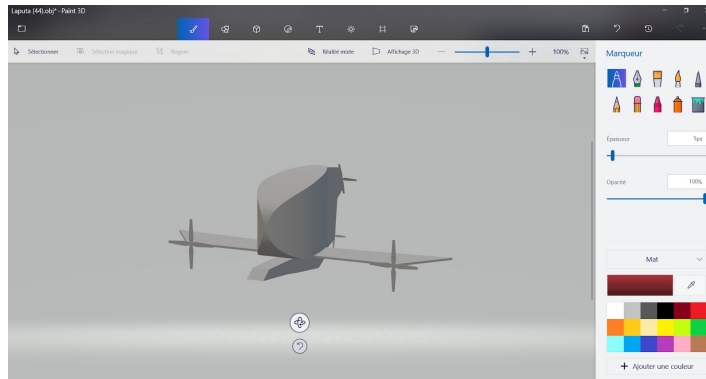 Laputa (44).obj* - Paint 3D
Sélectionner Sélection magique Rogner Réalité mixte Affichage 3D 100%
Marqueur
Épaisseur 5px
Opacité 100%
Mat
Ajouter une couleur